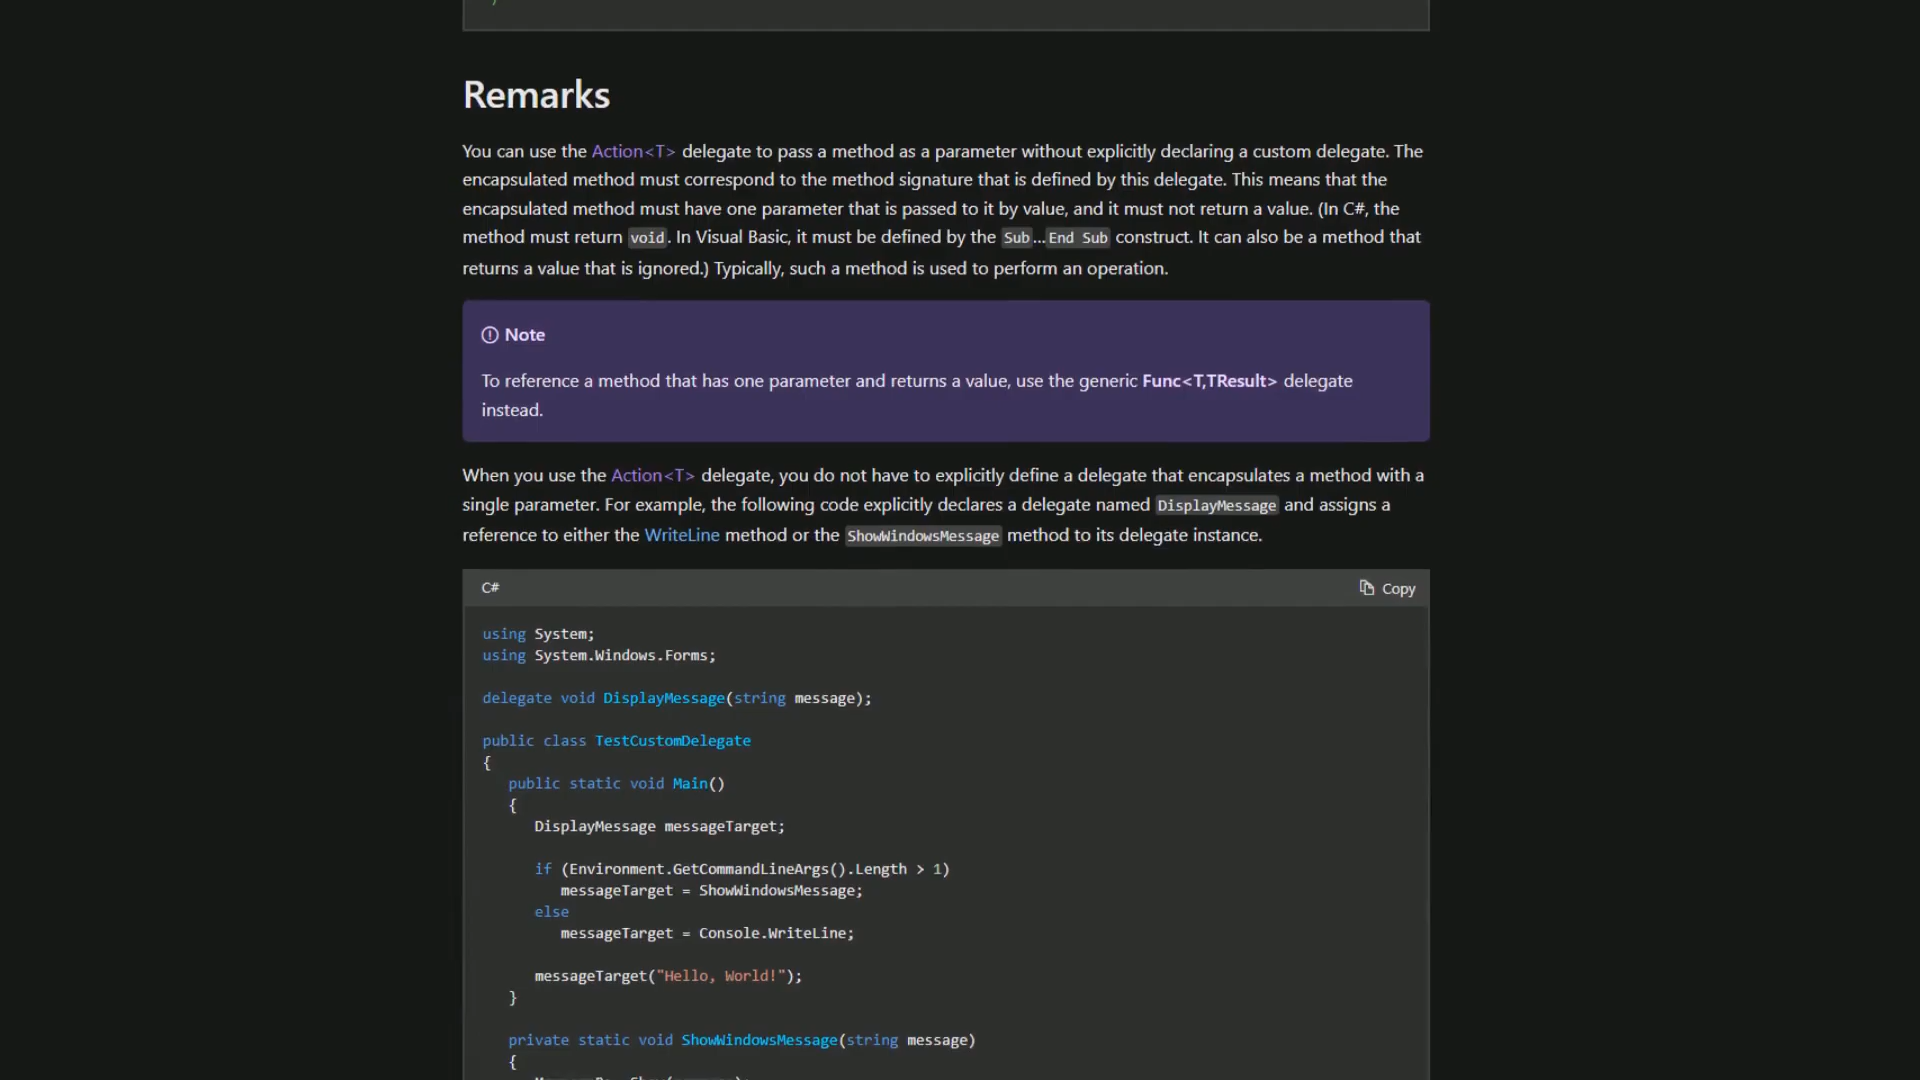 Remarks
You can use the Action<T> delegate to pass a method as a parameter without explicitly declaring a custom delegate. The
encapsulated method must correspond to the method signature that is defined by this delegate. This means that the
encapsulated method must have one parameter that is passed to it by value, and it must not return a value. (In C#, the
method must return void. In Visual Basic, it must be defined by the Sub…End Sub construct. It can also be a method that
returns a value that is ignored.) Typically, such a method is used to perform an operation.
Note
To reference a method that has one parameter and returns a value, use the generic Func<T,TResult> delegate
instead.
When you use the Action<T> delegate, you do not have to explicitly define a delegate that encapsulates a method with a
single parameter. For example, the following code explicitly declares a delegate named DisplayMessage and assigns a
reference to either the WriteLine method or the ShowWindowsMessage method to its delegate instance.
C# Copy
using System;
using System.Windows.Forms;
delegate void DisplayMessage(string message);
public class TestCustomDelegate
{
public static void Main()
{
DisplayMessage messageTarget;
if (Environment.GetCommandLineArgs().Length > 1)
messageTarget = ShowWindowsMessage;
else
messageTarget = Console.WriteLine;
messageTarget("Hello, World!");
}
private static void ShowWindowsMessage(string message)
{